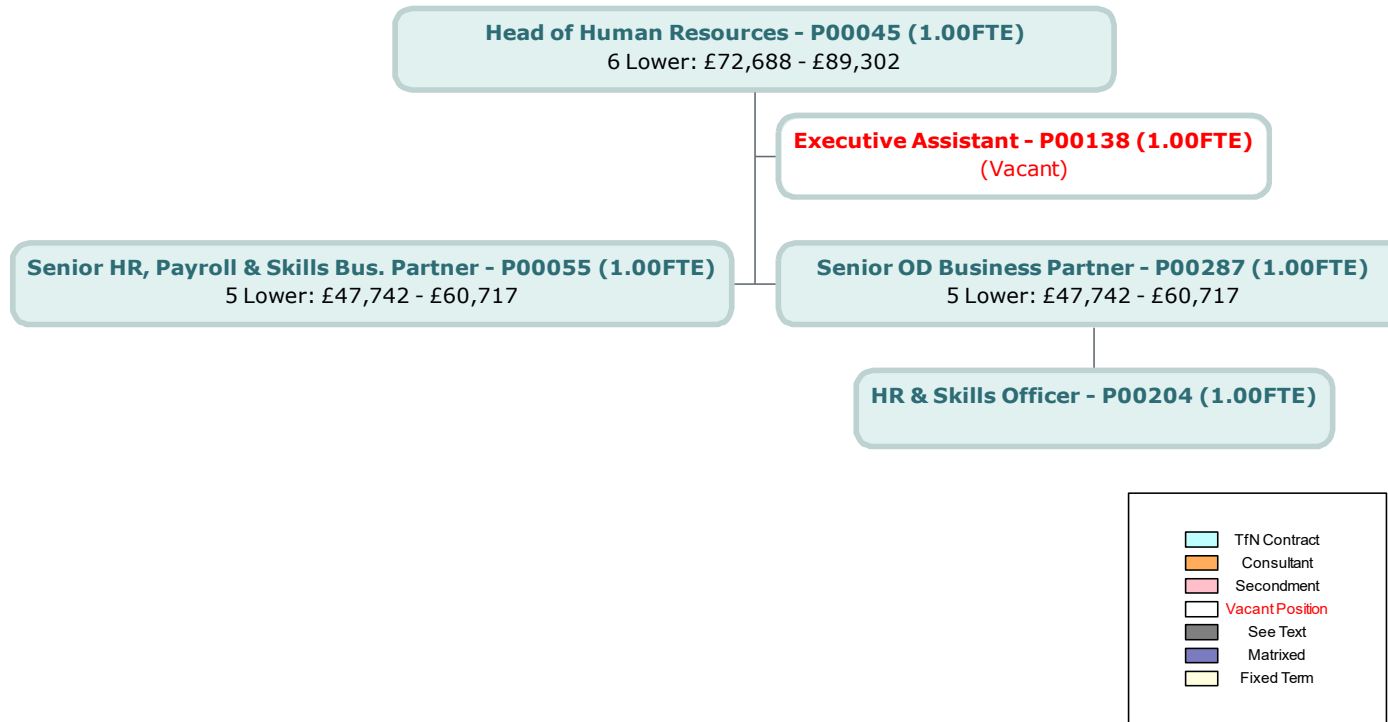 Head of Human Resources - P00045 (1.00FTE)
6 Lower: £72,688 - £89,302
Executive Assistant - P00138 (1.00FTE)
(Vacant)
Senior HR, Payroll & Skills Bus. Partner - P00055 (1.00FTE)
5 Lower: £47,742 - £60,717
Senior OD Business Partner - P00287 (1.00FTE)
5 Lower: £47,742 - £60,717
HR & Skills Officer - P00204 (1.00FTE)
TfN Contract
Consultant
Secondment
Vacant Position
See Text
Matrixed
Fixed Term